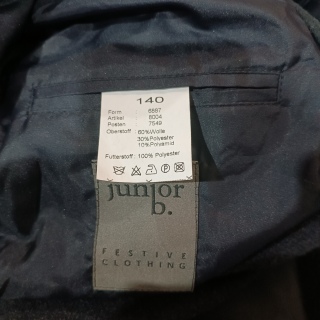 140
Form 6667
Artikel 8004
Posten 7549
Oberstoff : 60%Wolle
30%Polyester
10%Polyamid
Futterstoff : 100% Polyester
junior
b.
FESTIVE
CLOTHING